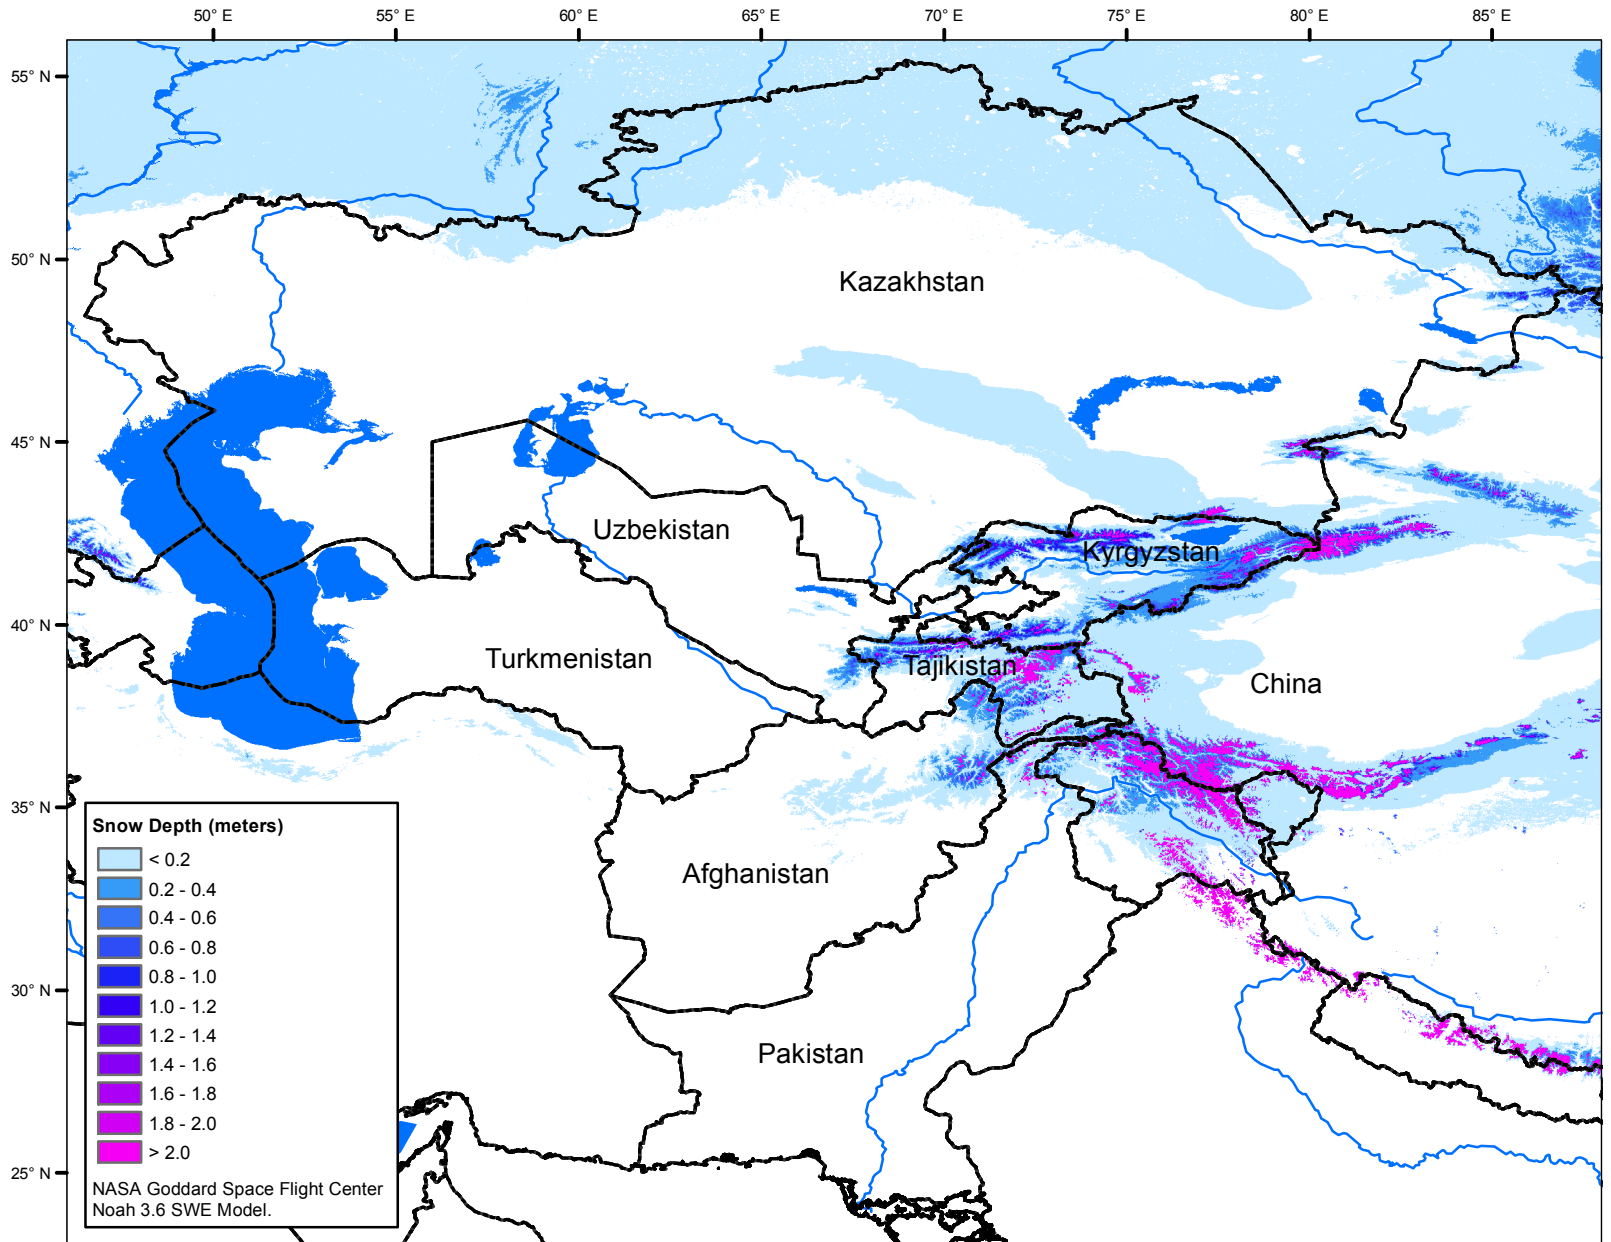 50° E 55° E 60° E 65° E 70° E 75° E 80° E 85° E
55° N
50° N
Kazakhstan
45° N
Uzbekistan
Kyrgyzstan
40° N
Turkmenistan
Tajikistan
China
35° N
Snow Depth (meters)
< 0.2
0.2 - 0.4
Afghanistan
0.4 - 0.6
0.6 - 0.8
0.8 - 1.0
30° N
1.0 - 1.2
1.2 - 1.4
Pakistan
1.4 - 1.6
1.6 - 1.8
1.8 - 2.0
> 2.0
25° N
NASA Goddard Space Flight Center
Noah 3.6 SWE Model.